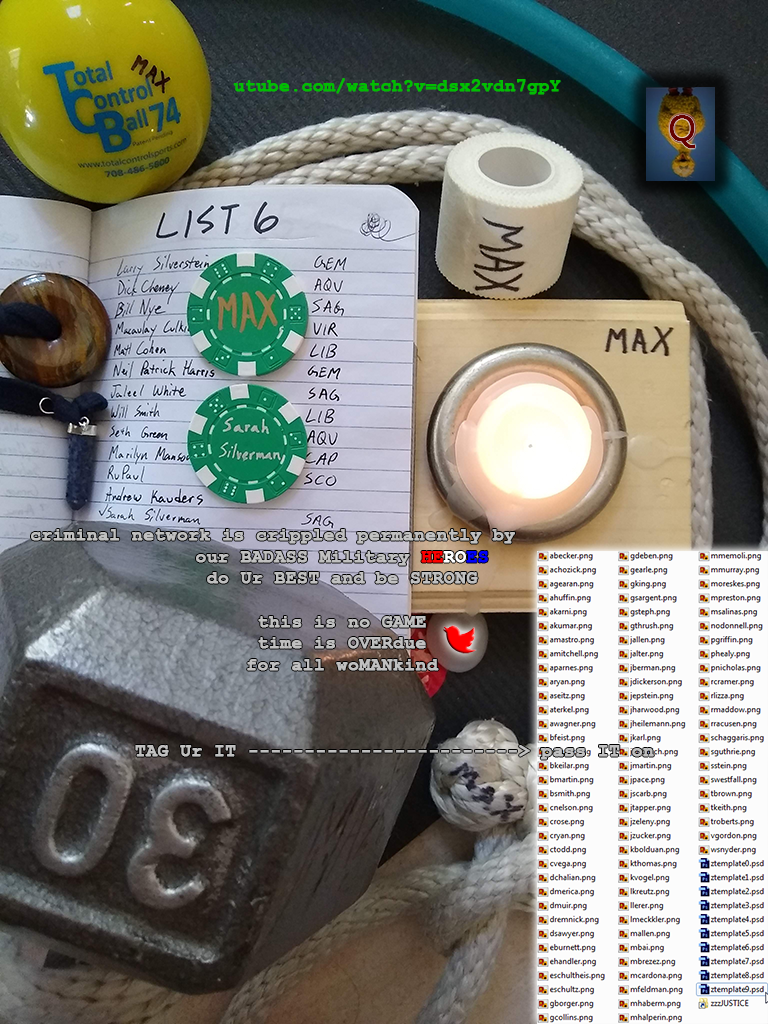 Total
Control
Ball 74
MAX
Patent Pending
www.totalcontrolsports.com
708-486-5800
utube.com/watch?v=dsx2vdn7gpY
Q
MAX
LIST 6
Larry Silverstein GEM
Dick Cheney AQV
Bill Nye SAG
Macaulay Culki VIR
Matt Cohen LIB
Neil Patrick Harris GEM
Jaleel White SAG
Will Smith LIB
Seth Green AQV
Marilyn Manson CAP
RuPaul SCO
Andrew Kauders
✓Sarah Silverman SAG
MAX
Sarah
Silverman
MAX
criminal network is crippled permanently by
our BADASS Military HEROES
do Ur BEST and be STRONG
this is no GAME
time is OVERdue
for all woMANkind
TAG Ur IT ------------------------> pass IT on
MAX
30
abecker.png
achozick.png
agearan.png
ahuffin.png
akarni.png
akumar.png
amastro.png
amitchell.png
aparnes.png
aryan.png
aseitz.png
aterkel.png
awagner.png
bfeist.png
bkeilar.png
bmartin.png
bsmith.png
cnelson.png
crose.png
cryan.png
ctodd.png
cvega.png
dchalian.png
dmerica.png
dmuir.png
dremnick.png
dsawyer.png
eburnett.png
ehandler.png
eschultheis.png
eschultz.png
gborger.png
gcollins.png
gdeben.png
gearle.png
gking.png
gsargent.png
gsteph.png
gthrush.png
jallen.png
jalter.png
jberman.png
jdickerson.png
jepstein.png
jharwood.png
jheilemann.png
jkarl.png
jmartin.png
jpace.png
jscarb.png
jtapper.png
jzeleny.png
jzucker.png
kbolduan.png
kthomas.png
kvogel.png
lkreutz.png
llerer.png
lmeckkler.png
mallen.png
mbai.png
mbrezez.png
mcardona.png
mfeldman.png
mhaberm.png
mhalperin.png
mmemoli.png
mmurray.png
moreskes.png
mpreston.png
msalinas.png
nodonnell.png
pgriffin.png
phealy.png
pnicholas.png
rcramer.png
rlizza.png
rmaddow.png
rracusen.png
schaggaris.png
sguthrie.png
sstein.png
swestfall.png
tbrown.png
tkeith.png
troberts.png
vgordon.png
wsnyder.png
ztemplate0.psd
ztemplate1.psd
ztemplate2.psd
ztemplate3.psd
ztemplate4.psd
ztemplate5.psd
ztemplate6.psd
ztemplate7.psd
ztemplate8.psd
ztemplate9.psd
zzzJUSTICE